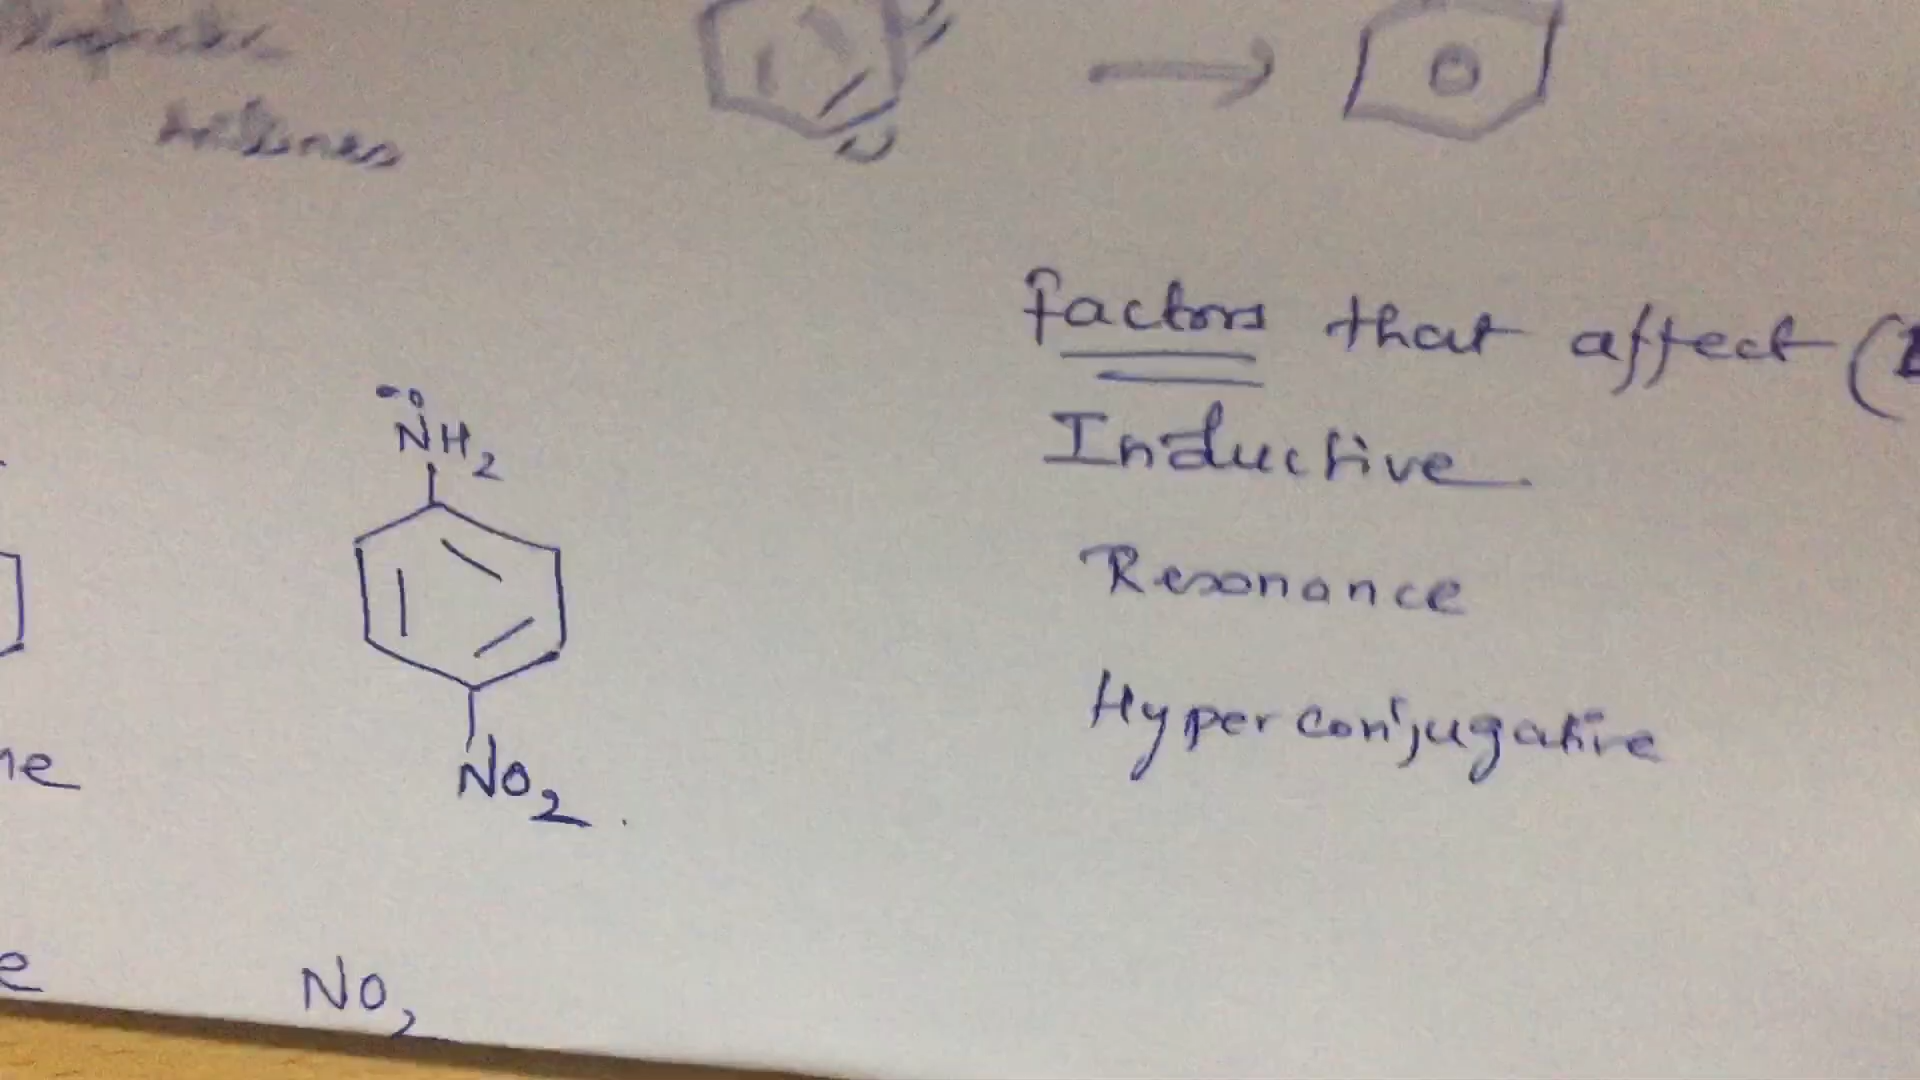 Factors that affect (
Inductive
Resonance
Hyperconjugative
NH2
NO2
ne
e
NO2